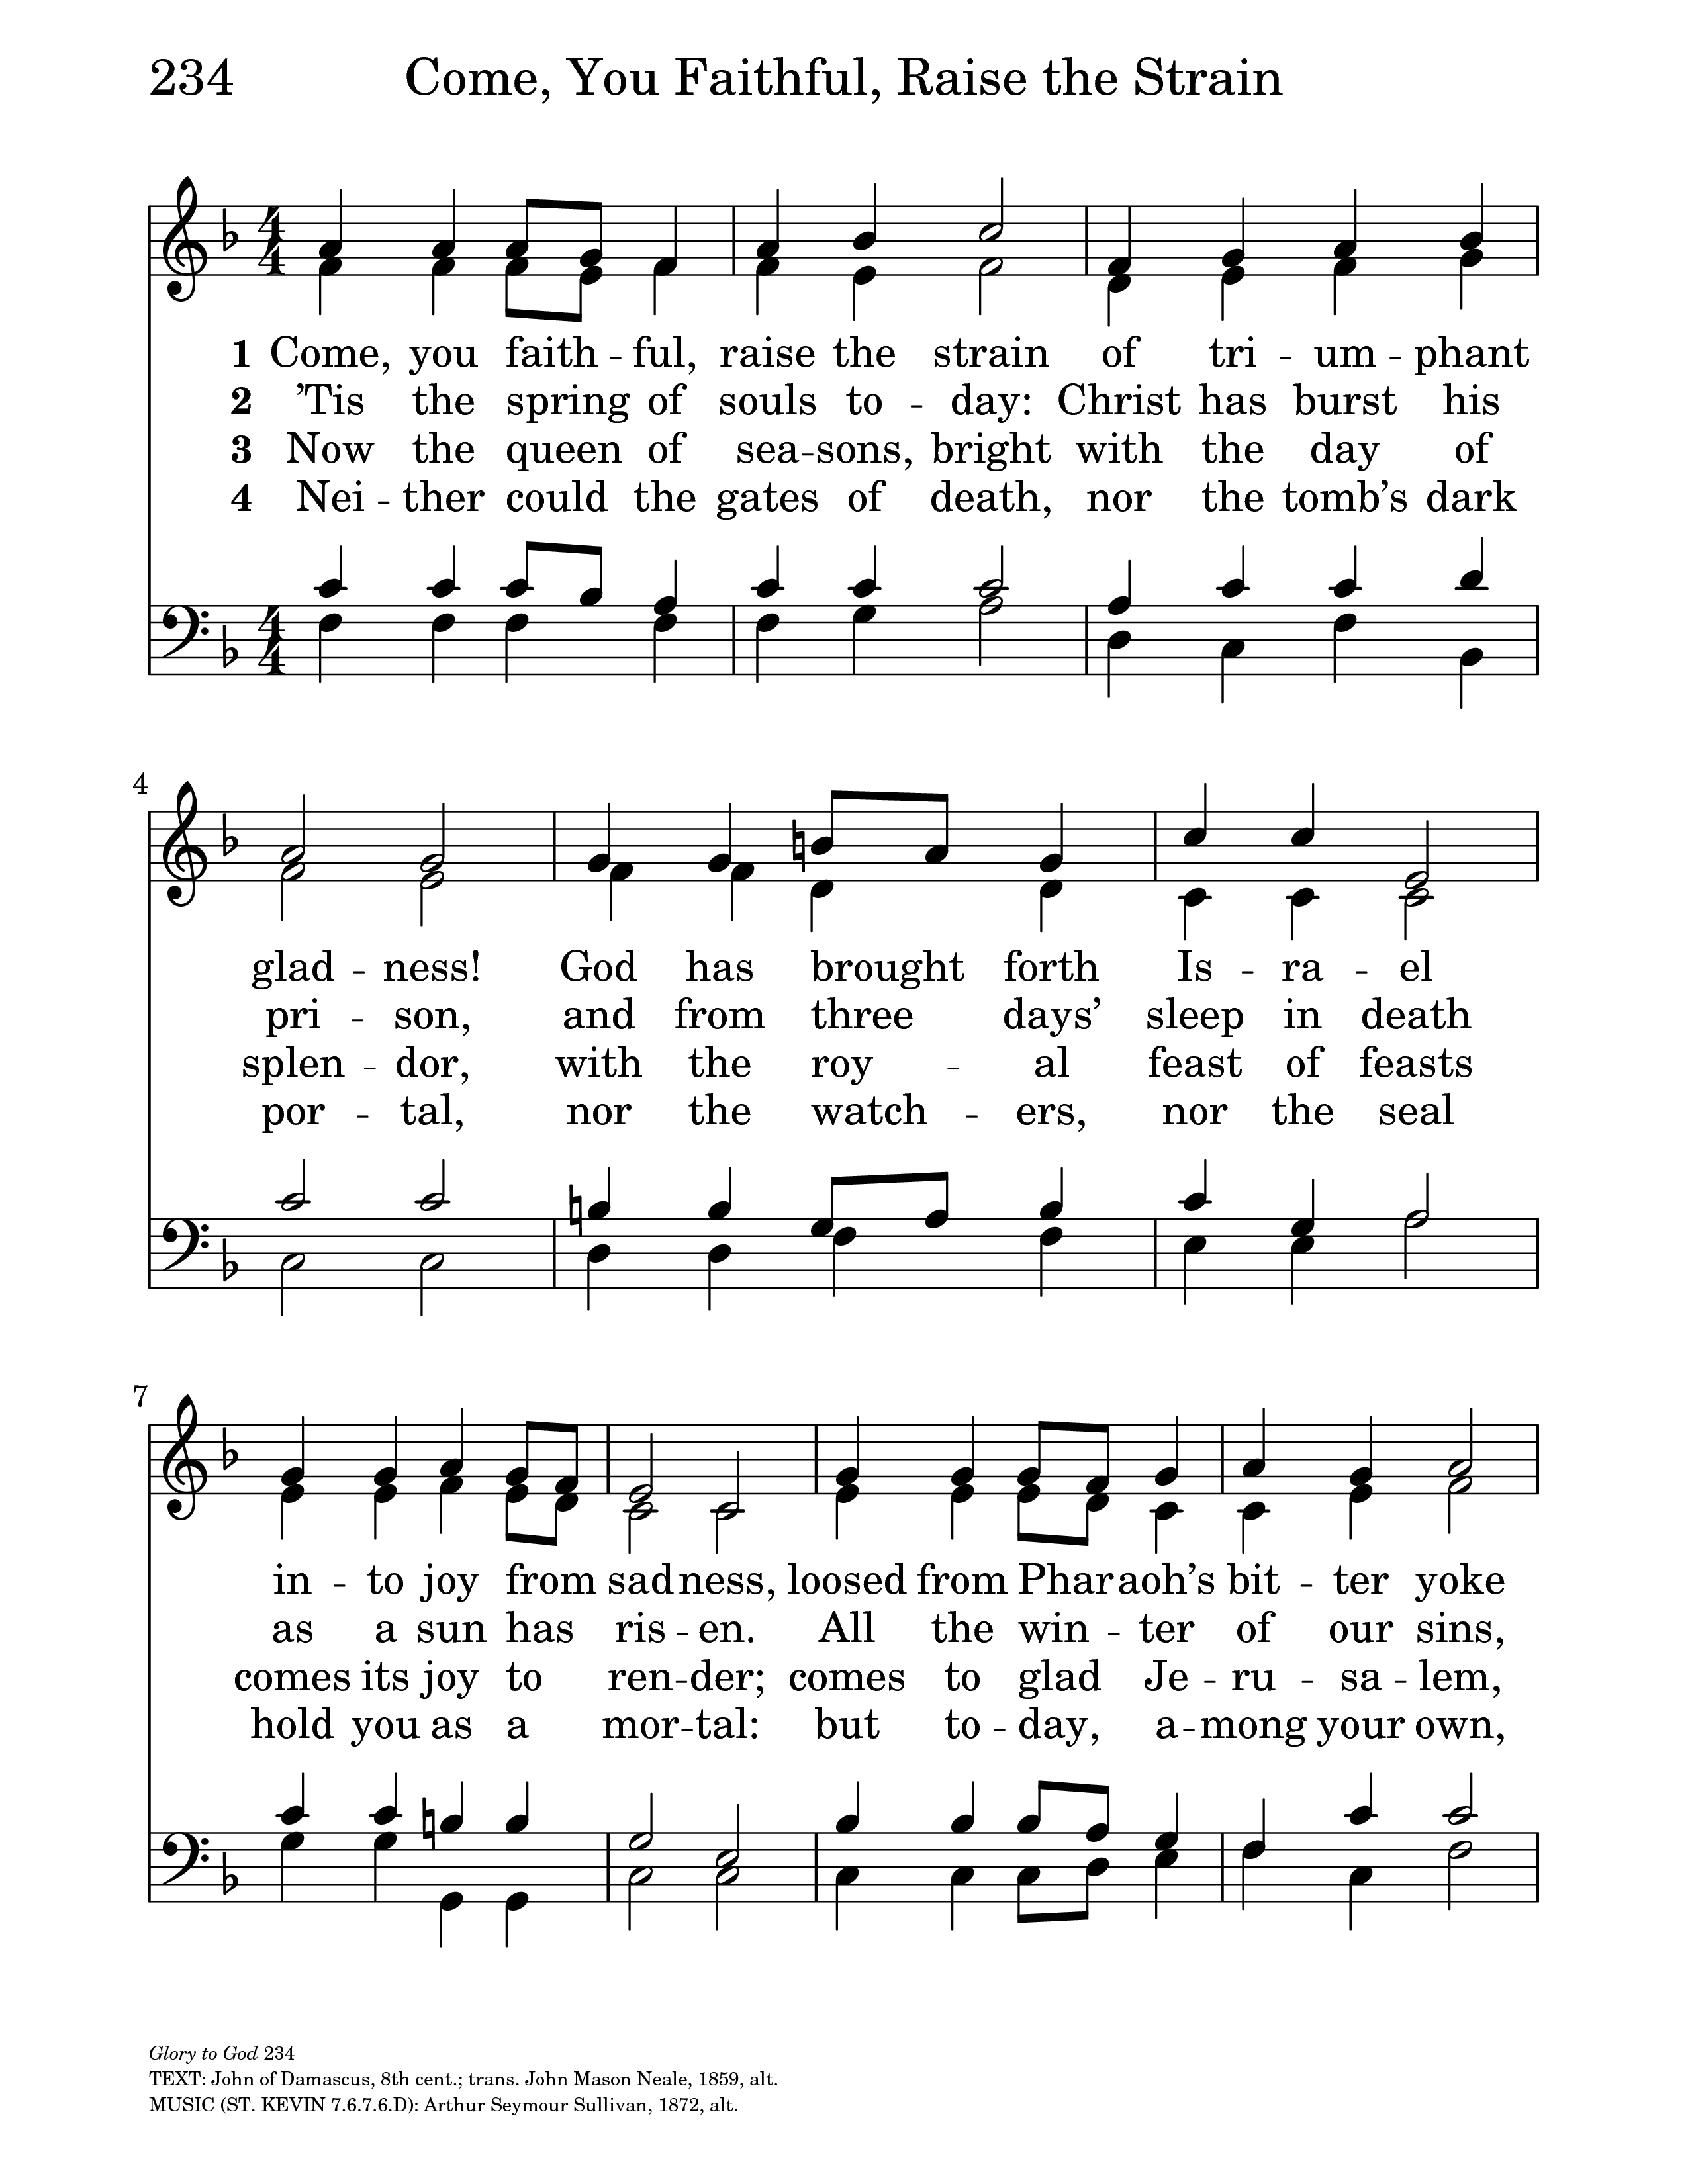 234 Come, You Faithful, Raise the Strain
4
4
1 Come, you faith - ful, raise the strain of tri - um - phant
2 ’Tis the spring of souls to - day: Christ has burst his
3 Now the queen of sea - sons, bright with the day of
4 Nei - ther could the gates of death, nor the tomb’s dark
4
4
4
glad - ness! God has brought forth Is - ra - el
pri - son, and from three days’ sleep in death
splen - dor, with the roy - al feast of feasts
por - tal, nor the watch - ers, nor the seal
7
in - to joy from sadness, loosed from Pharaoh’s bit - ter yoke
as a sun has ris - en. All the win - ter of our sins,
comes its joy to ren - der; comes to glad Je - ru - sa - lem,
hold you as a mor - tal: but to - day, a - mong your own,
Glory to God 234
TEXT: John of Damascus, 8th cent.; trans. John Mason Neale, 1859, alt.
MUSIC (ST. KEVIN 7.6.7.6.D): Arthur Seymour Sullivan, 1872, alt.